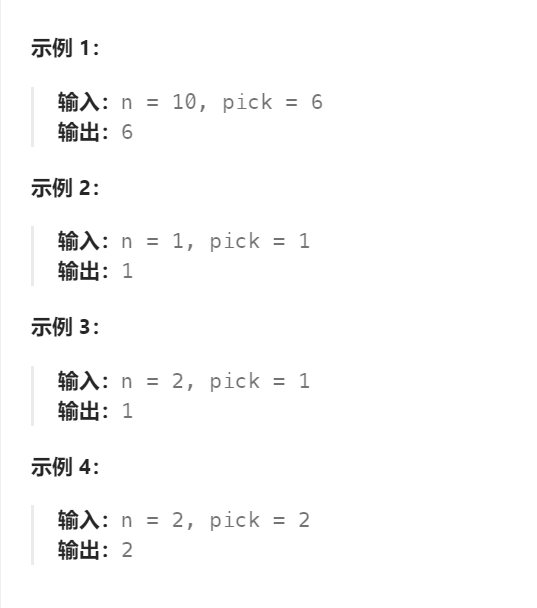 示例 1：
输入：n = 10, pick = 6
输出：6
示例 2：
输入：n = 1, pick = 1
输出：1
示例 3：
输入：n = 2, pick = 1
输出：1
示例 4：
输入：n = 2, pick = 2
输出：2